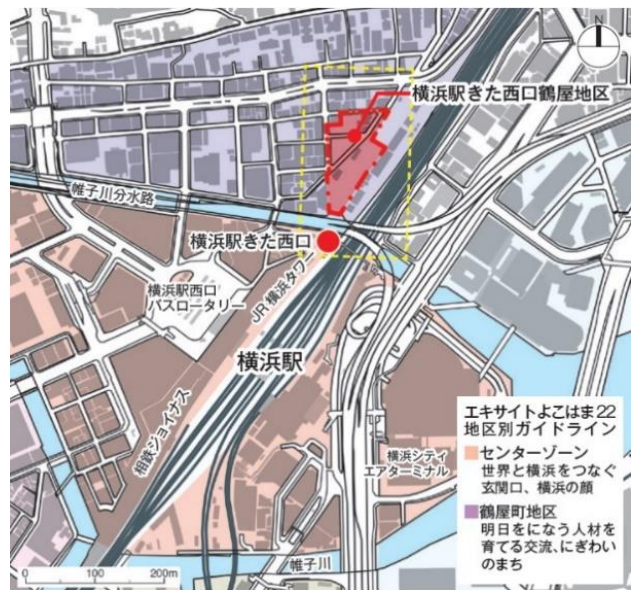 N
横浜駅きた西口鶴屋地区
帷子川分水路
横浜駅きた西口
JR横浜タワー
横浜駅西口
バスロータリー
横浜駅
相鉄ジョイナス
横浜シティ
エアターミナル
帷子川
エキサイトよこはま22
地区別ガイドライン
センターゾーン
世界と横浜をつなぐ
玄関口、横浜の顔
鶴屋町地区
明日をになう人材を
育てる交流、にぎわい
のまち
0 100 200m